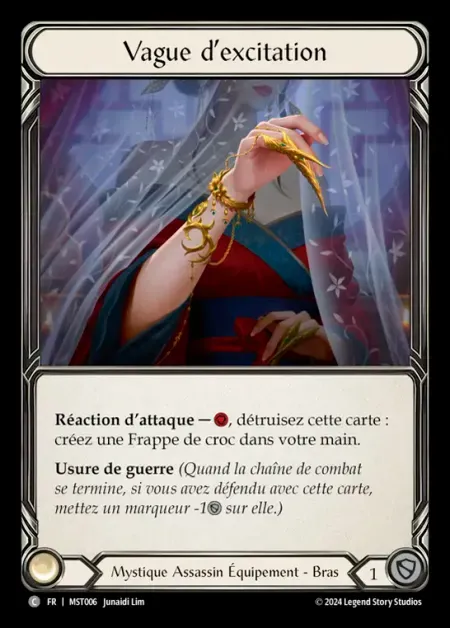 Vague d'excitation
Réaction d'attaque — , détruisez cette carte :
créez une Frappe de croc dans votre main.
Usure de guerre (Quand la chaîne de combat
se termine, si vous avez défendu avec cette carte,
mettez un marqueur -1 sur elle.)
Mystique Assassin Équipement - Bras 1
C FR | MST006 Junaidi Lim © 2024 Legend Story Studios